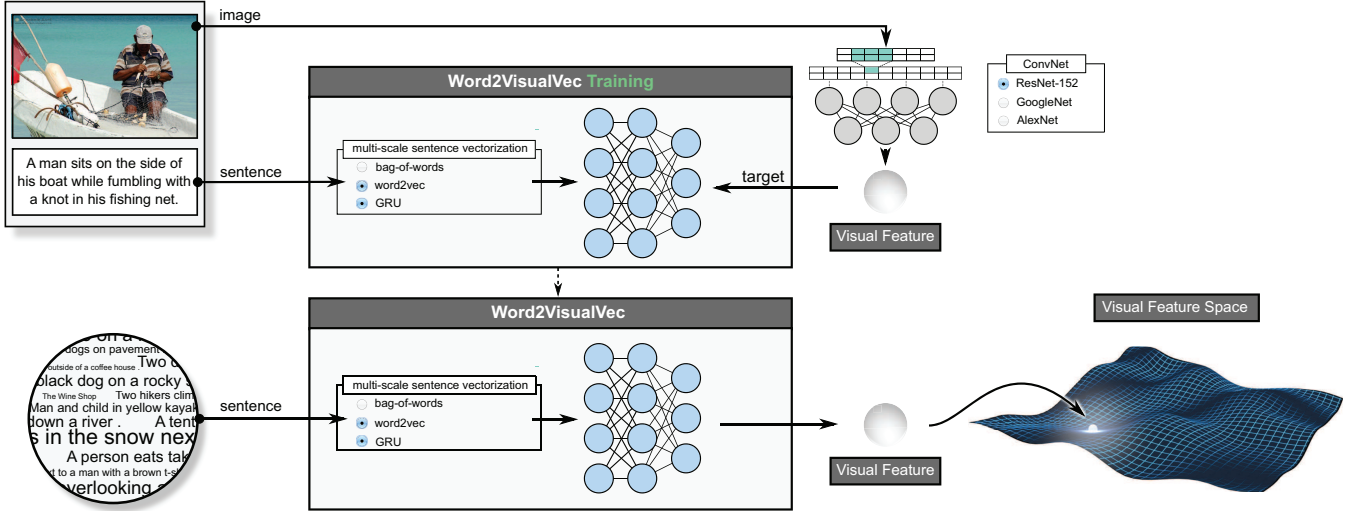 image
Word2VisualVec Training
ConvNet
ResNet-152
GoogleNet
AlexNet
A man sits on the side of
his boat while fumbling with
a knot in his fishing net.
sentence
multi-scale sentence vectorization
bag-of-words
word2vec
GRU
target
Visual Feature
Word2VisualVec
Visual Feature Space
on a
dogs on pavement
outside of a coffee house . Two
black dog on a rocky
The Wine Shop Two hikers clim
Man and child in yellow kayak
down a river . A tent
s in the snow nex
A person eats tak
xt to a man with a brown t-s
verlooking a
sentence
multi-scale sentence vectorization
bag-of-words
word2vec
GRU
Visual Feature